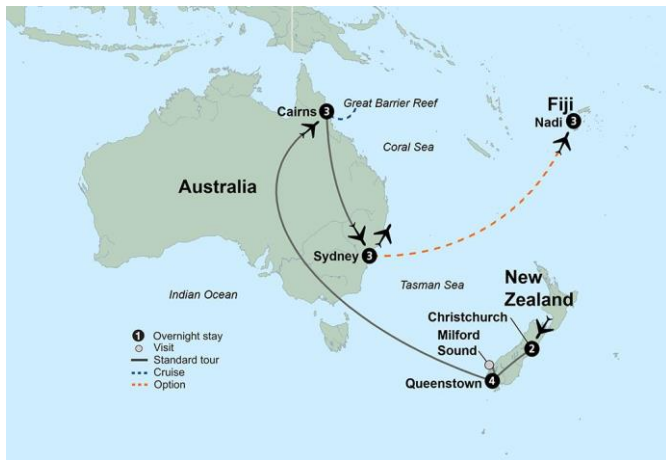 Cairns 3
Great Barrier Reef
Fiji
Nadi 3
Coral Sea
Australia
Sydney 3
Indian Ocean
Tasman Sea
New
Zealand
Christchurch
2
Milford
Sound
Queenstown 4
1 Overnight stay
Visit
Standard tour
Cruise
Option